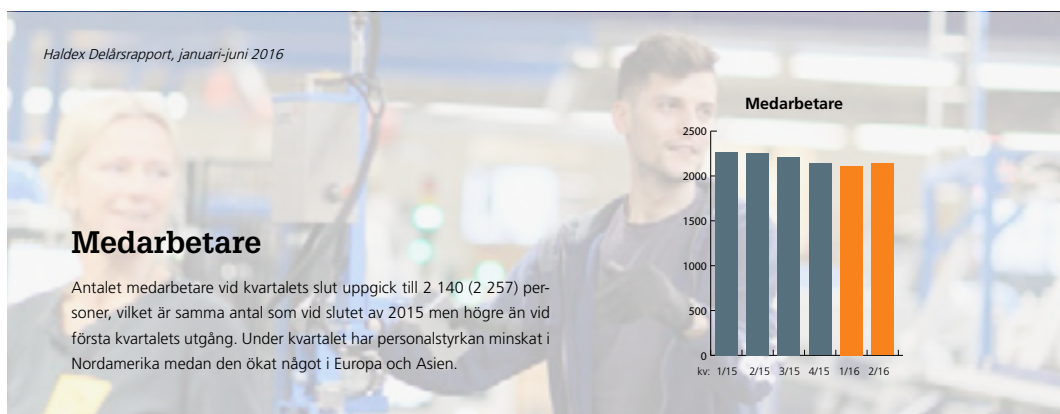 Haldex Delårsrapport, januari-juni 2016
Medarbetare
2500
2000
1500
1000
500
0
kv: 1/15 2/15 3/15 4/15 1/16 2/16
Medarbetare
Antalet medarbetare vid kvartalets slut uppgick till 2 140 (2 257) per-
soner, vilket är samma antal som vid slutet av 2015 men högre än vid
första kvartalets utgång. Under kvartalet har personalstyrkan minskat i
Nordamerika medan den ökat något i Europa och Asien.